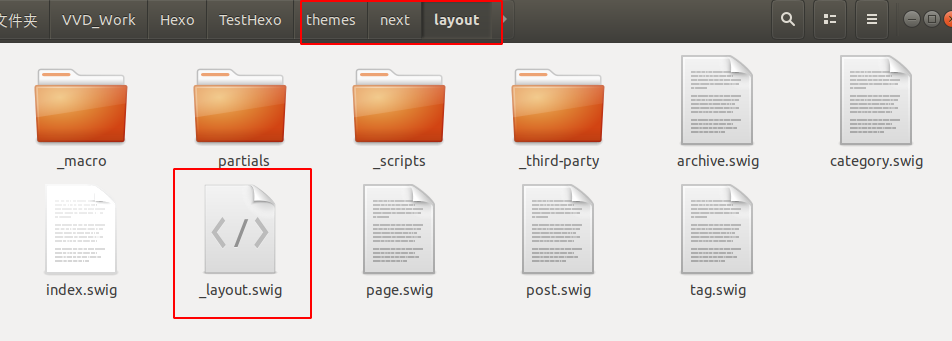 文件夹 VVD_Work Hexo TestHexo themes next layout
_macro partials _scripts _third-party archive.swig category.swig
index.swig _layout.swig page.swig post.swig tag.swig